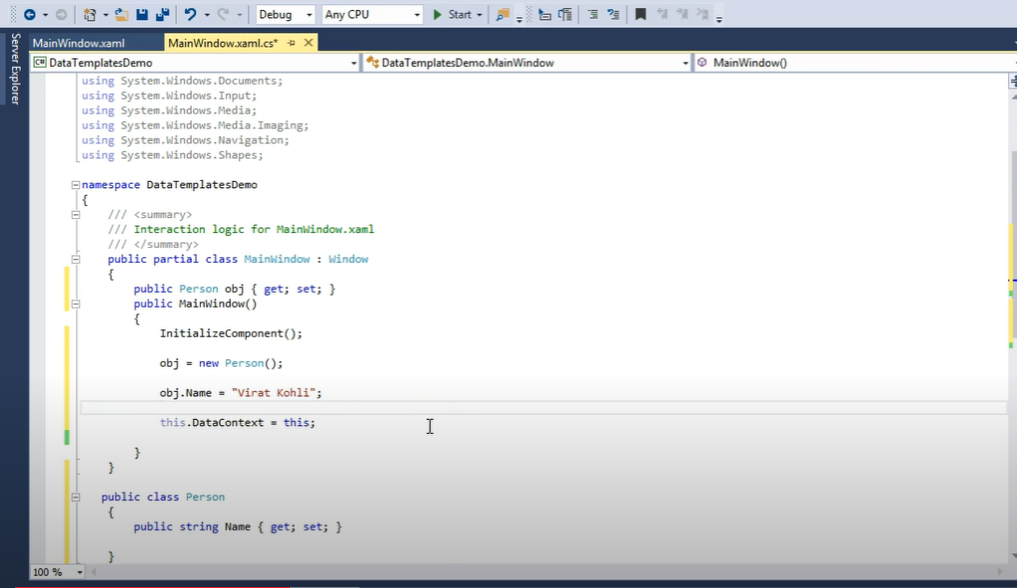 Debug Any CPU Start
Server Explorer
MainWindow.xaml MainWindow.xaml.cs*
C# DataTemplatesDemo DataTemplatesDemo.MainWindow MainWindow()
using System.Windows.Documents;
using System.Windows.Input;
using System.Windows.Media;
using System.Windows.Media.Imaging;
using System.Windows.Navigation;
using System.Windows.Shapes;
namespace DataTemplatesDemo
{
/// <summary>
/// Interaction logic for MainWindow.xaml
/// </summary>
public partial class MainWindow : Window
{
public Person obj { get; set; }
public MainWindow()
{
InitializeComponent();
obj = new Person();
obj.Name = "Virat Kohli";
this.DataContext = this;
}
}
public class Person
{
public string Name { get; set; }
}
100 %